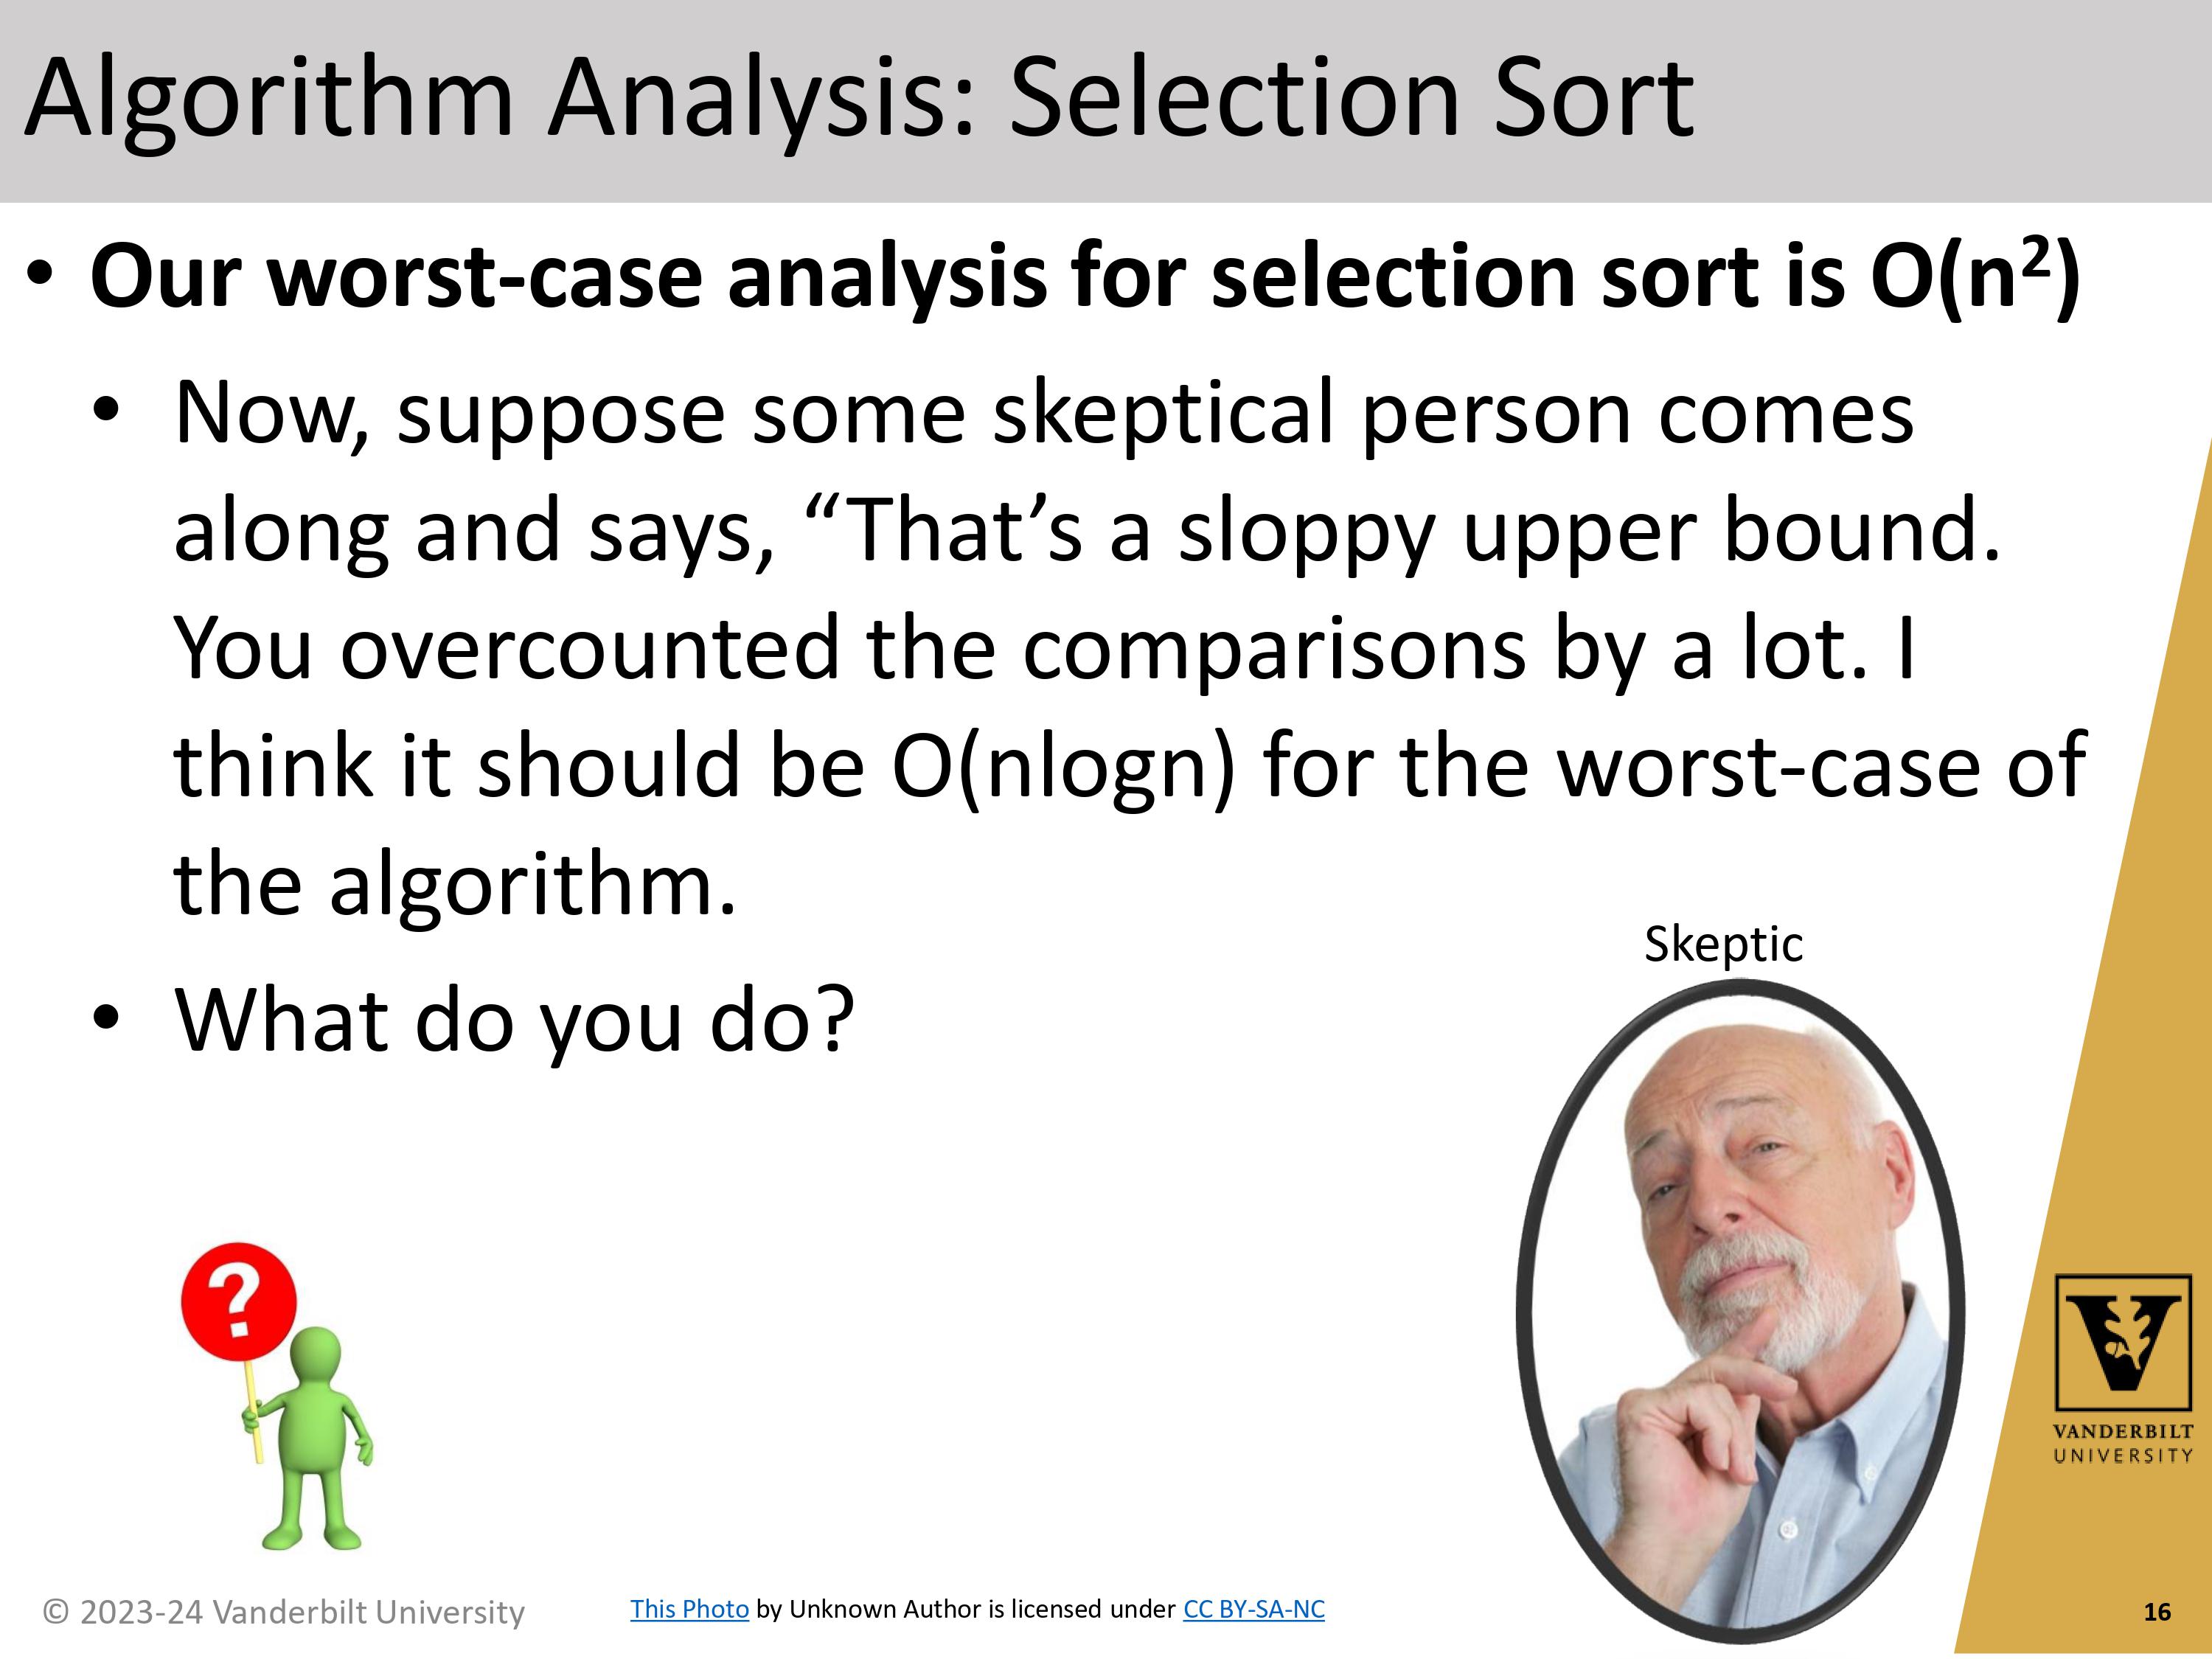 Algorithm Analysis: Selection Sort
• Our worst-case analysis for selection sort is O(n²)
• Now, suppose some skeptical person comes
along and says, “That’s a sloppy upper bound.
You overcounted the comparisons by a lot. I
think it should be O(nlogn) for the worst-case of
the algorithm.
• What do you do?
Skeptic
?
V
VANDERBILT
UNIVERSITY
© 2023-24 Vanderbilt University
This Photo by Unknown Author is licensed under CC BY-SA-NC
16